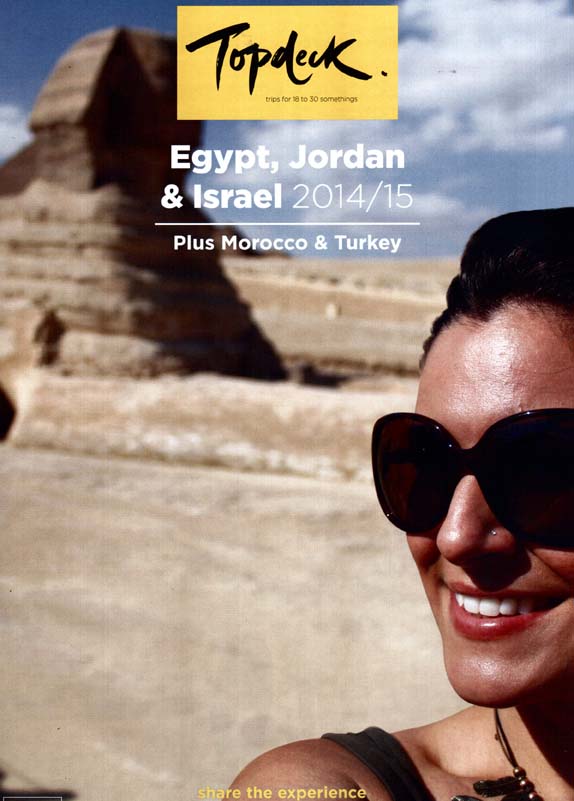 Topdeck.
trips for 18 to 30 somethings
Egypt, Jordan
& Israel 2014/15
Plus Morocco & Turkey
share the experience